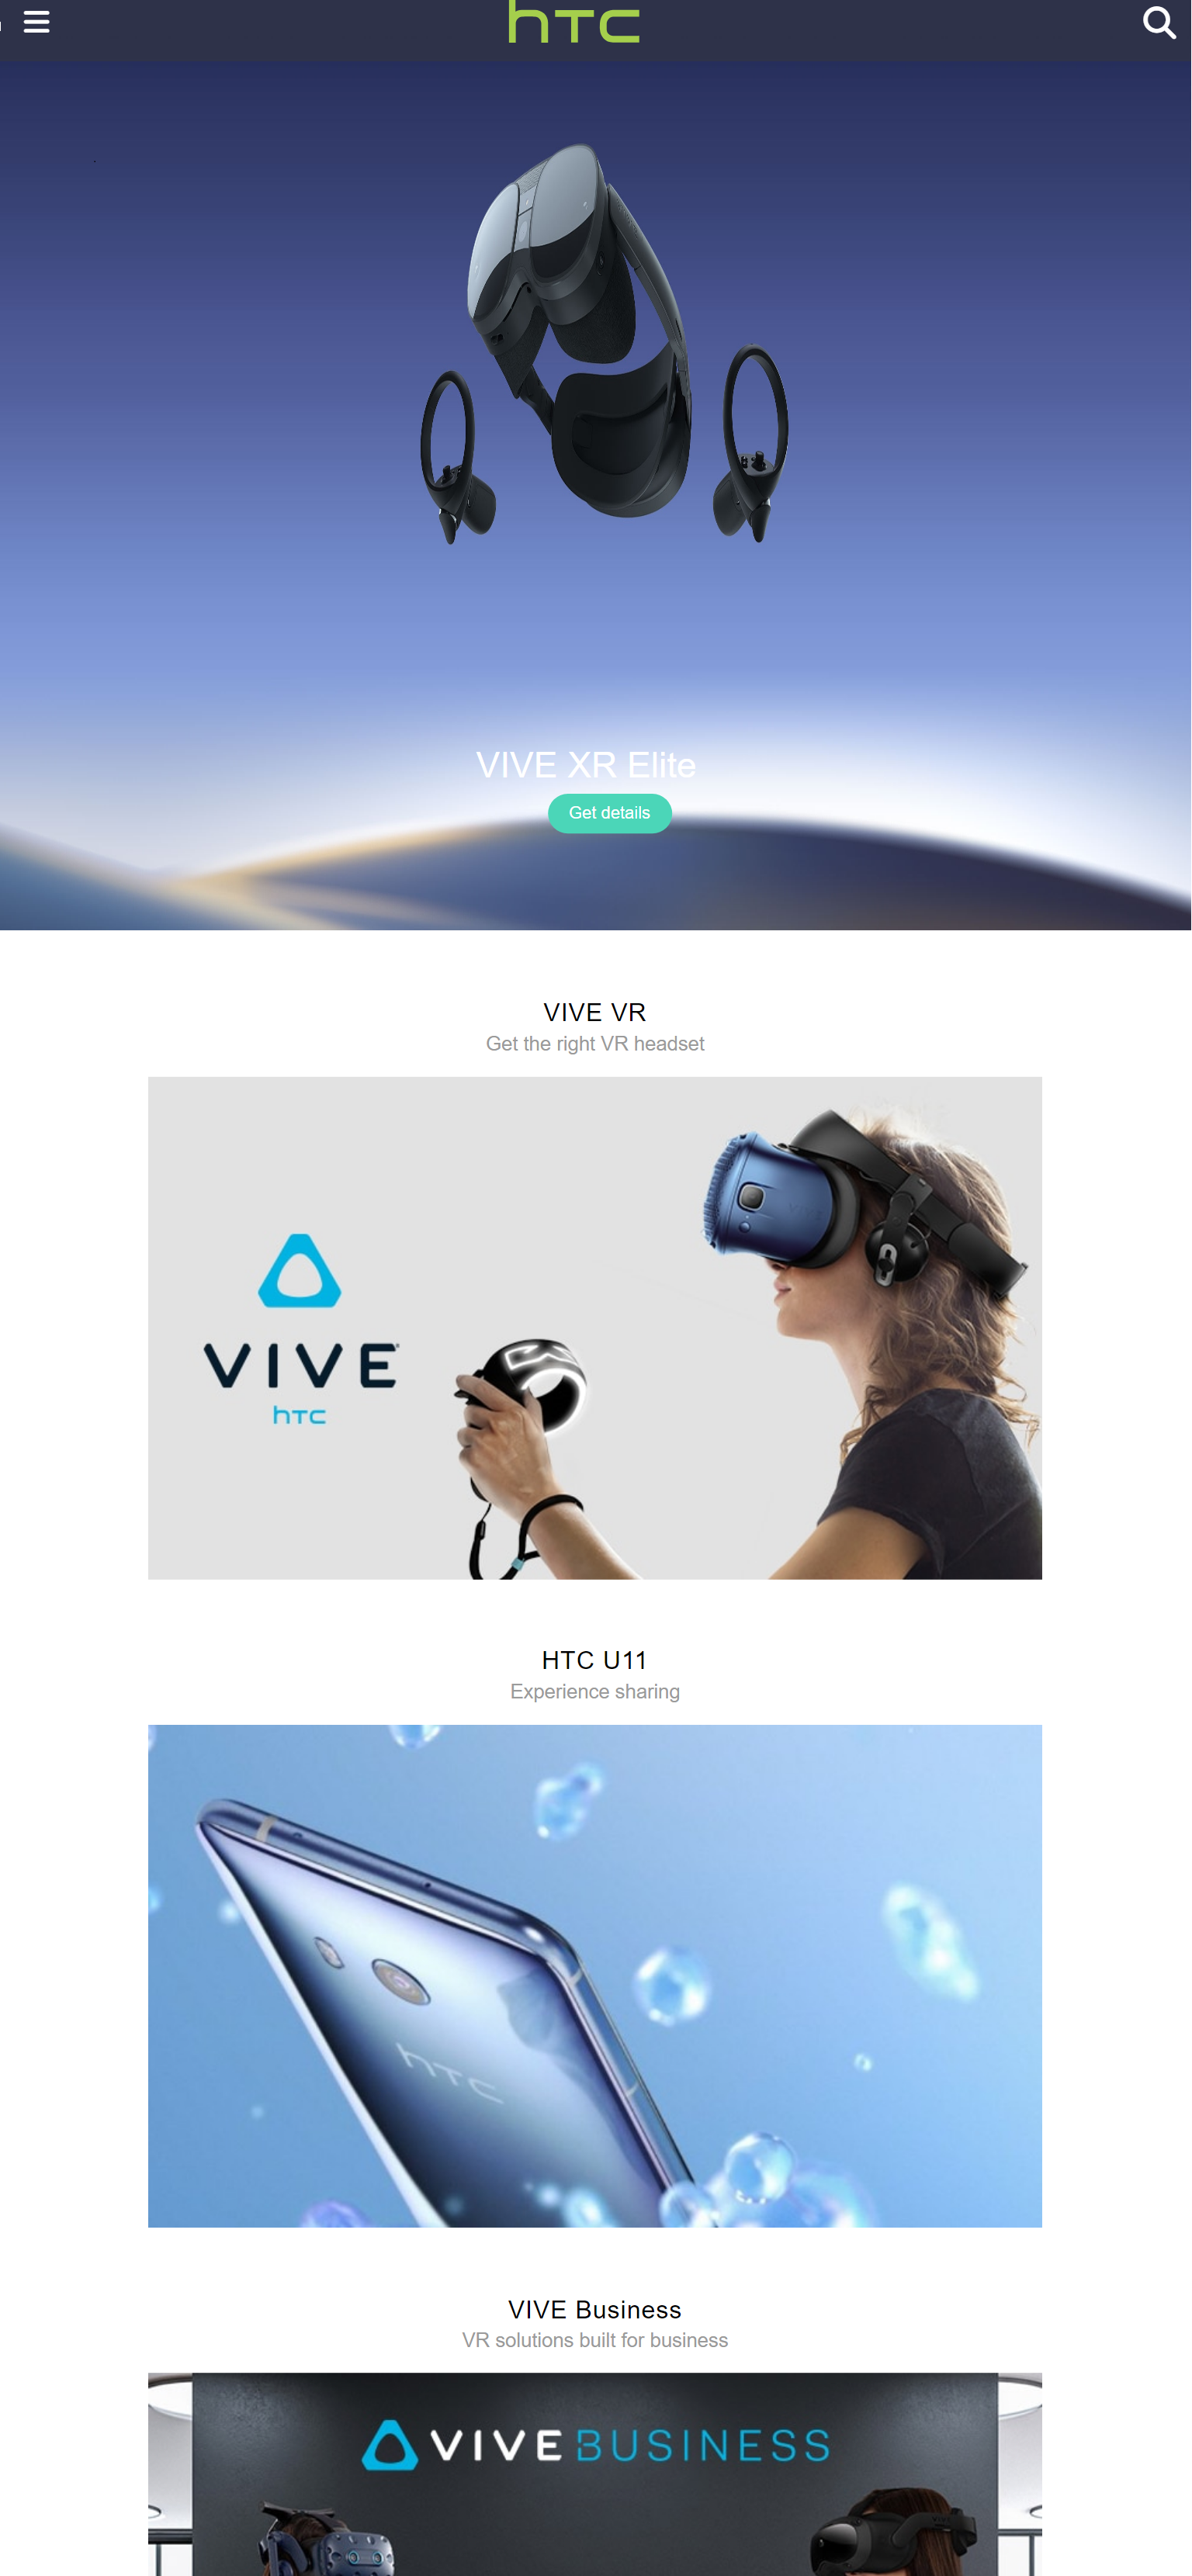 hTC
VIVE XR Elite
Get details
VIVE VR
Get the right VR headset
VIVE
hTC
HTC U11
Experience sharing
hTC
VIVE Business
VR solutions built for business
VIVE BUSINESS